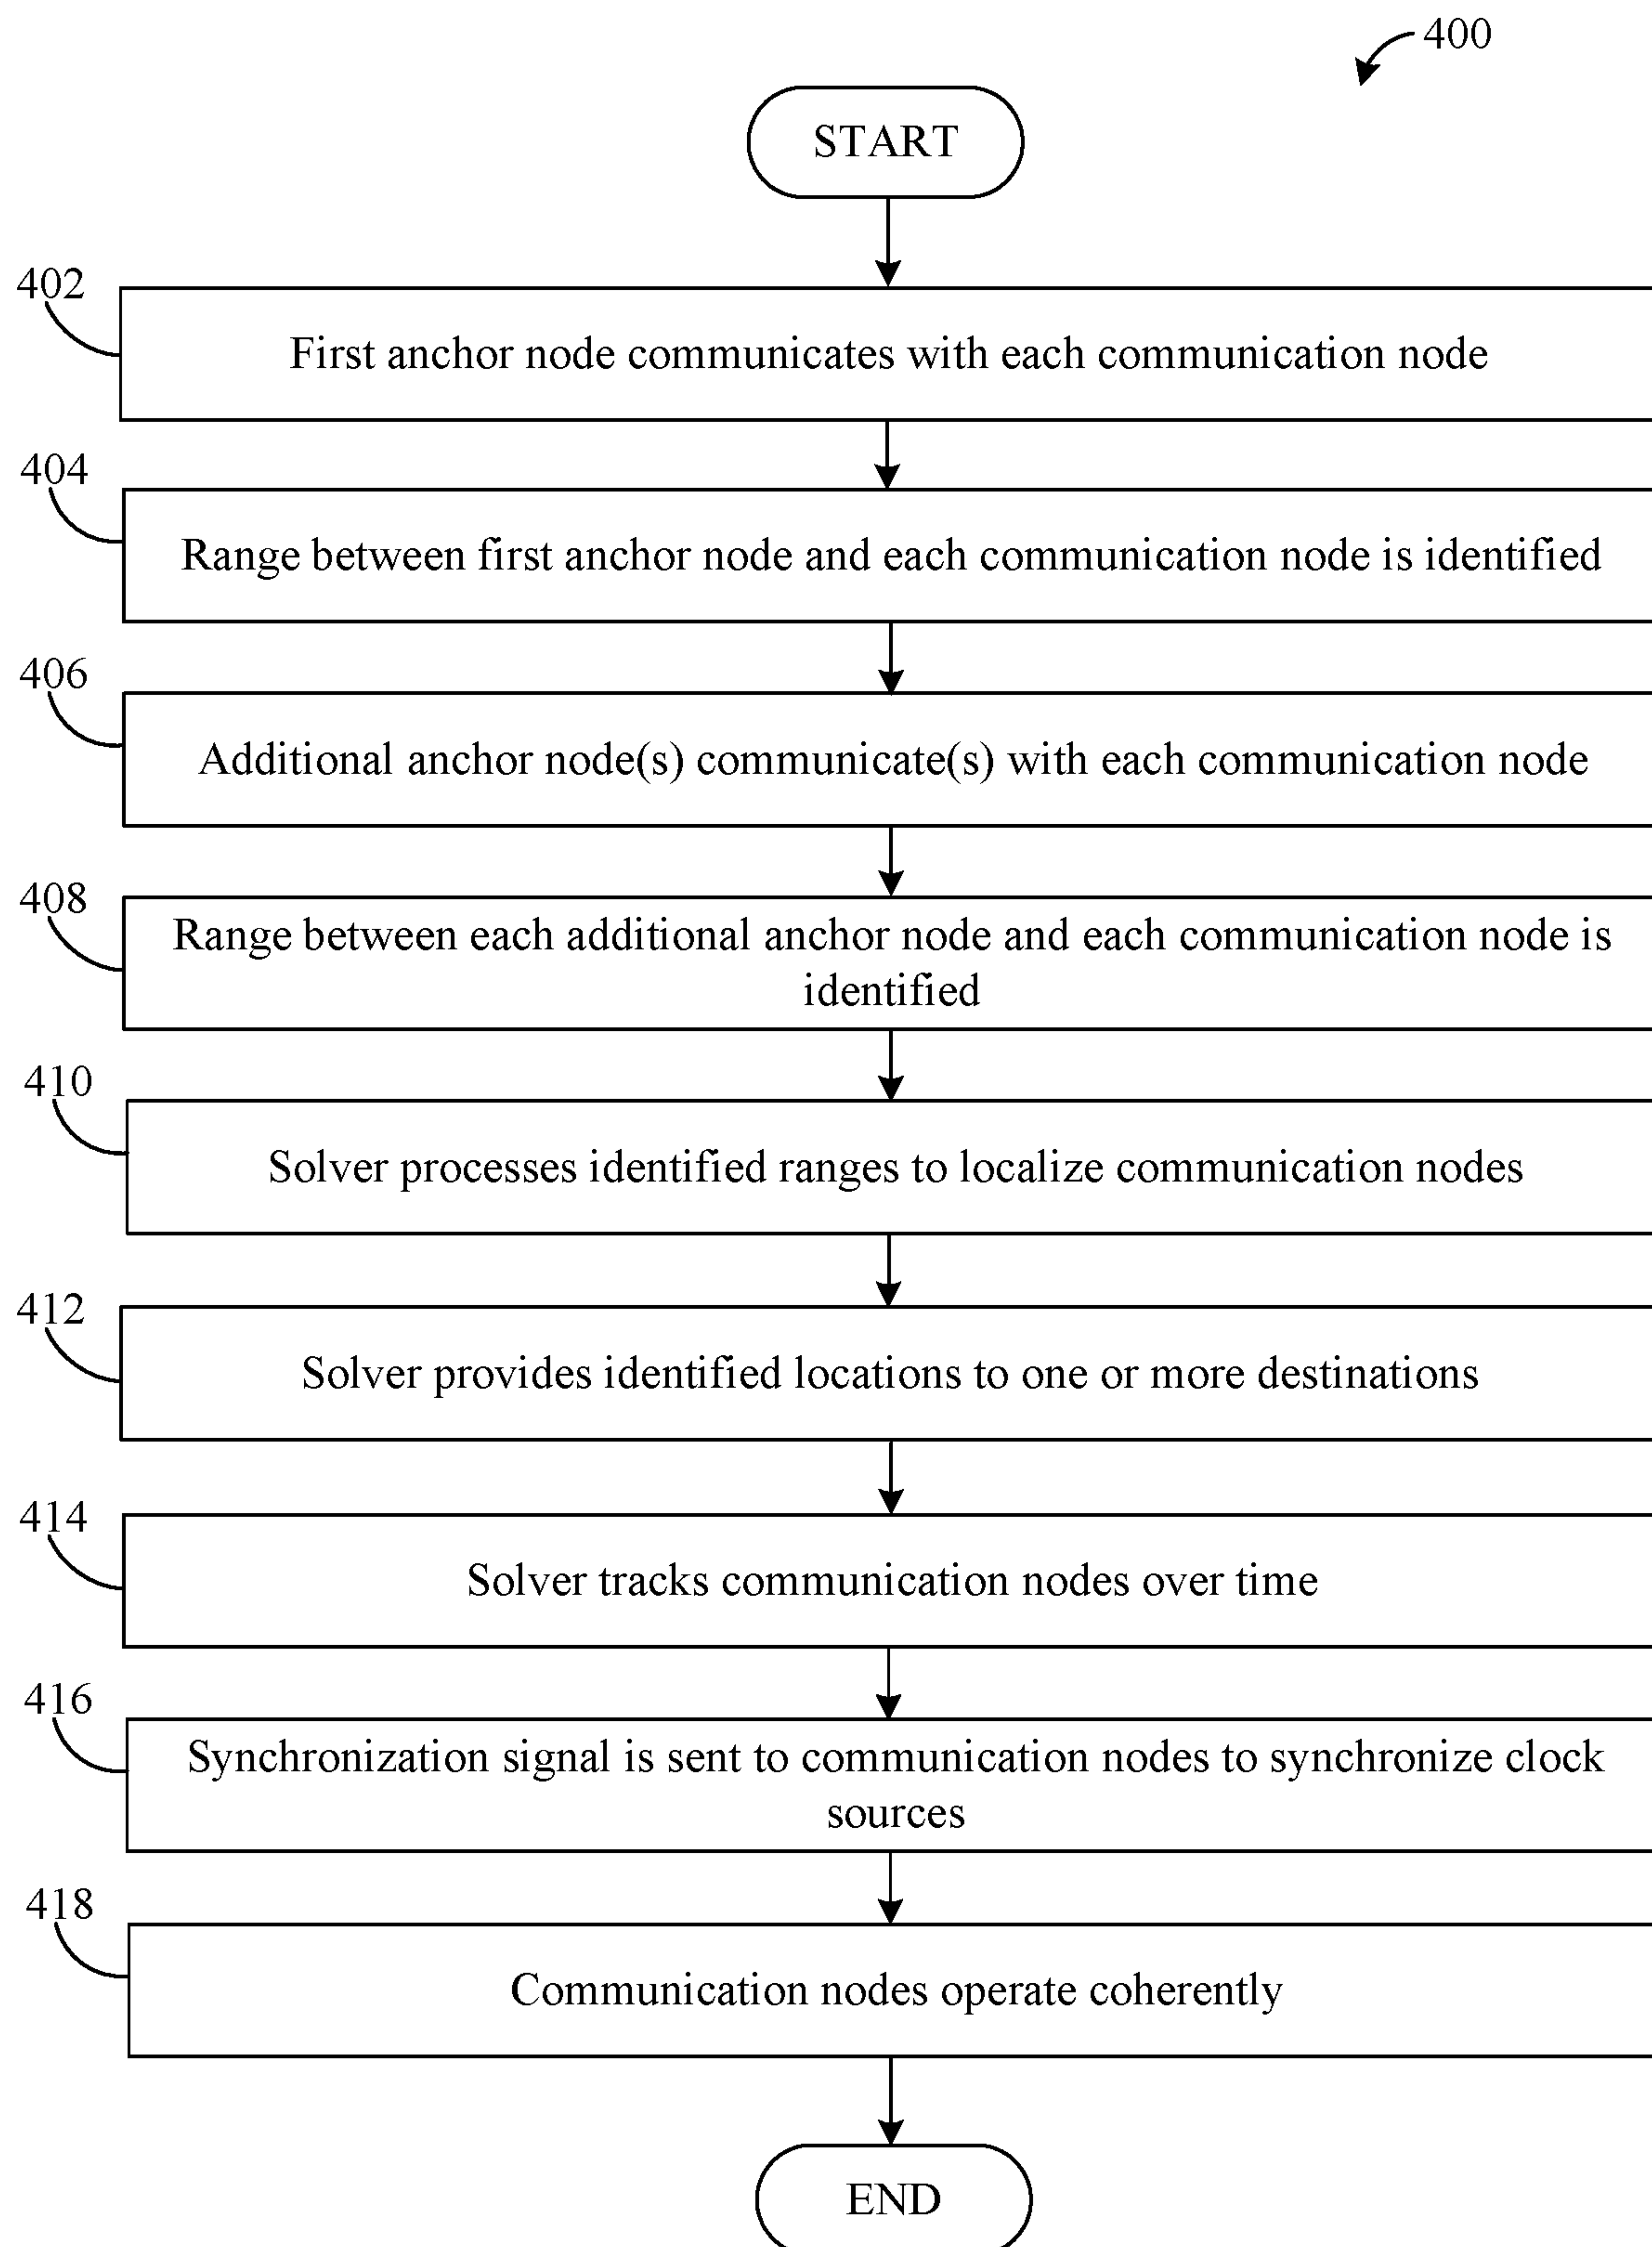 400
START
402
First anchor node communicates with each communication node
404
Range between first anchor node and each communication node is identified
406
Additional anchor node(s) communicate(s) with each communication node
408
Range between each additional anchor node and each communication node is
identified
410
Solver processes identified ranges to localize communication nodes
412
Solver provides identified locations to one or more destinations
414
Solver tracks communication nodes over time
416
Synchronization signal is sent to communication nodes to synchronize clock
sources
418
Communication nodes operate coherently
END